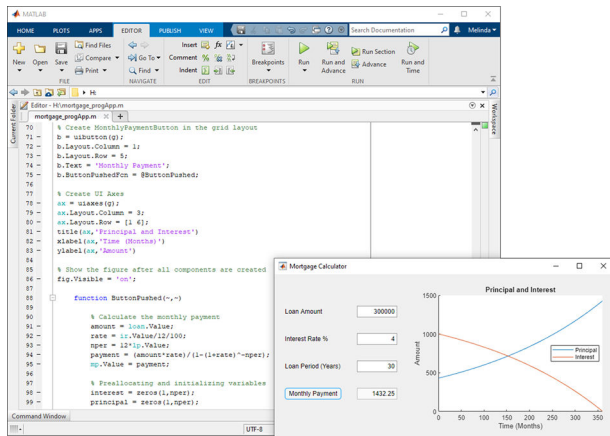 MATLAB
HOME PLOTS APPS EDITOR PUBLISH VIEW Search Documentation Melinda
New Open Save Find Files Compare Print Go To Find Insert fx Comment % Indent Breakpoints Run Run and Advance Run Section Advance Run and Time
FILE NAVIGATE EDIT BREAKPOINTS RUN
H:
Current Folder
Workspace
Editor - H:\mortgage_progApp.m
mortgage_progApp.m
70 % Create MonthlyPaymentButton in the grid layout
71 - b = uibutton(g);
72 - b.Layout.Column = 1;
73 - b.Layout.Row = 5;
74 - b.Text = 'Monthly Payment';
75 - b.ButtonPushedFcn = @ButtonPushed;
76
77 % Create UI Axes
78 - ax = uiaxes(g);
79 - ax.Layout.Column = 3;
80 - ax.Layout.Row = [1 6];
81 - title(ax,'Principal and Interest')
82 - xlabel(ax,'Time (Months)')
83 - ylabel(ax,'Amount')
84
85 % Show the figure after all components are created
86 - fig.Visible = 'on';
87
88 function ButtonPushed(~,~)
89
90 % Calculate the monthly payment
91 - amount = loan.Value;
92 - rate = ir.Value/12/100;
93 - nper = 12*lp.Value;
94 - payment = (amount*rate)/(1-(1+rate)^-nper);
95 - mp.Value = payment;
96
97 % Preallocating and initializing variables
98 - interest = zeros(1,nper);
99 - principal = zeros(1,nper);
Command Window
UTF-8
Mortgage Calculator
Loan Amount 300000
Interest Rate % 4
Loan Period (Years) 30
Monthly Payment 1432.25
Principal and Interest
1500
1000
500
0
Amount
Principal
Interest
0 50 100 150 200 250 300 350
Time (Months)